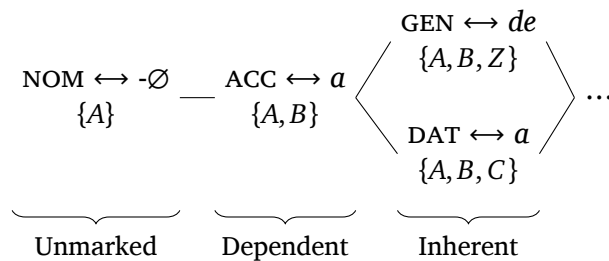 GEN ↔ de
{A, B, Z}
NOM ↔ -∅
{A}
ACC ↔ a
{A, B}
...
DAT ↔ a
{A, B, C}
Unmarked Dependent Inherent